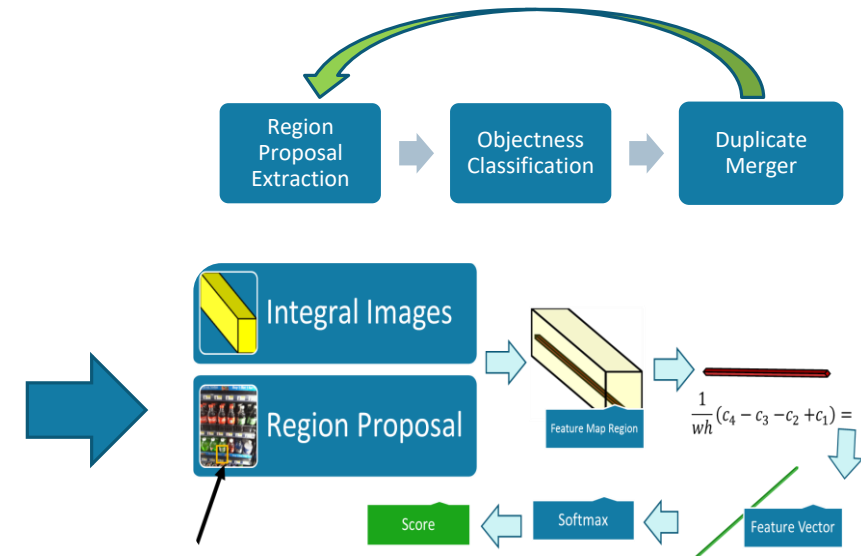 Region
Proposal
Extraction
Objectness
Classification
Duplicate
Merger
Integral Images
Region Proposal
Feature Map Region
1/wh (c₄ − c₃ −c₂ +c₁) =
Score
Softmax
Feature Vector